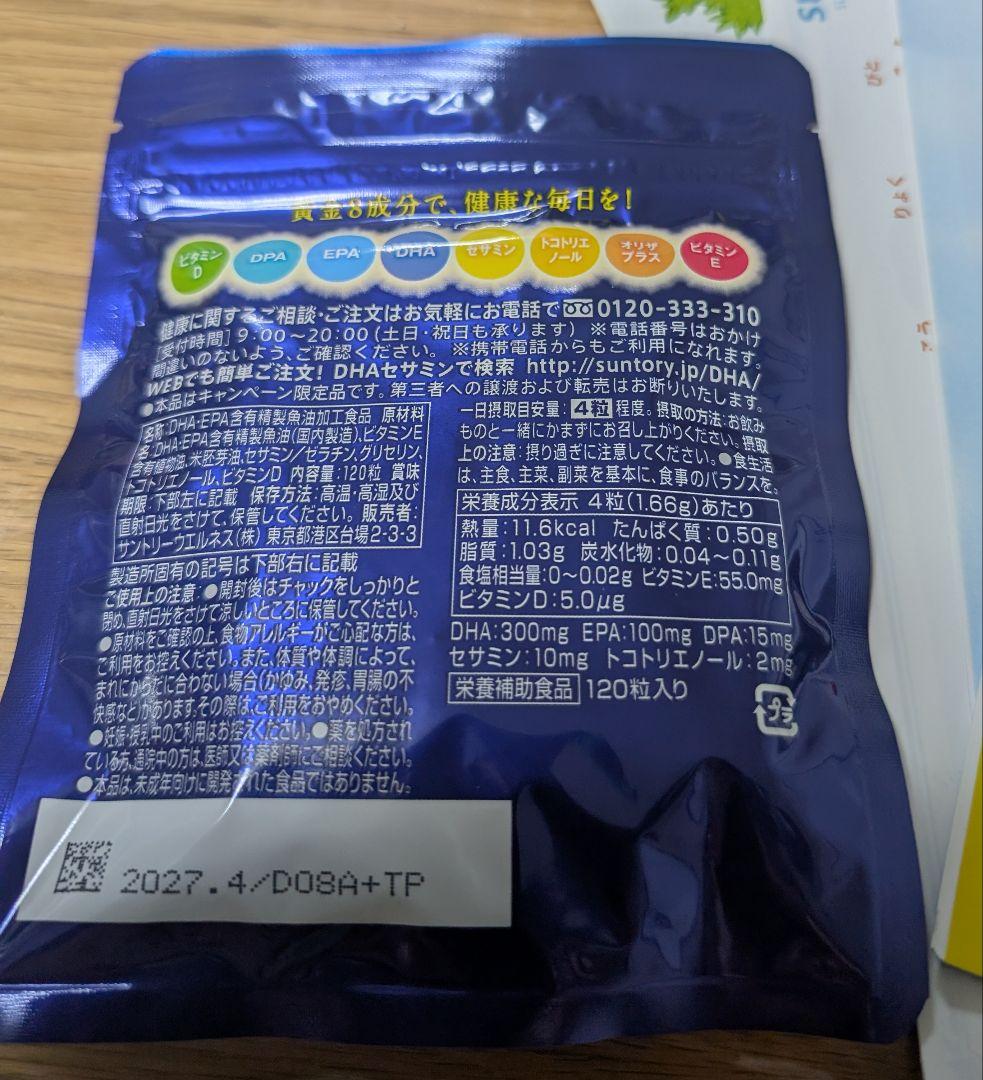 黄金8成分で、健康な毎日を!
ビタミン
D
DPA
EPA
DHA
セサミン
トコトリエ
ノール
オリザ
プラス
ビタミン
E
健康に関するご相談・ご注文はお気軽にお電話で 0120-333-310
[受付時間] 9:00~20:00(土日・祝日も承ります) ※電話番号はおかけ
間違いのないよう、ご確認ください。 ※携帯電話からもご利用になれます。
WEBでも簡単ご注文! DHAセサミンで検索 http://suntory.jp/DHA/
●本品はキャンペーン限定品です。第三者への譲渡および転売はお断りいたします。
名称:DHA・EPA含有精製魚油加工食品 原材料
名:DHA・EPA含有精製魚油(国内製造)、ビタミンE
含有植物油、米胚芽油、セサミン/ゼラチン、グリセリン、
トコトリエノール、ビタミンD 内容量:120粒 賞味
期限:下部左に記載 保存方法:高温・高湿及び
直射日光をさけて、保管してください。 販売者:
サントリーウエルネス(株) 東京都港区台場2-3-3
製造所固有の記号は下部右に記載
ご使用上の注意:●開封後はチャックをしっかりと
閉め、直射日光をさけて涼しいところに保管してください。
●原材料をご確認の上、食物アレルギーがご心配な方は、
ご利用をお控えください。また、体質や体調によって、
まれにからだに合わない場合(かゆみ、発疹、胃腸の不
快感など)があります。その際は、ご利用をおやめください。
●妊娠・授乳中のご利用はお控えください。●薬を処方され
ている方、通院中の方は、医師又は薬剤師にご相談ください。
●本品は、未成年向けに開発された食品ではありません。
一日摂取目安量:4粒程度。摂取の方法:お飲み
ものと一緒にかまずにお召し上がりください。摂取
上の注意:摂り過ぎに注意してください。●食生活
は、主食、主菜、副菜を基本に、食事のバランスを。
栄養成分表示 4粒(1.66g)あたり
熱量:11.6kcal たんぱく質:0.50g
脂質:1.03g 炭水化物:0.04~0.11g
食塩相当量:0~0.02g ビタミンE:55.0mg
ビタミンD:5.0μg
DHA:300mg EPA:100mg DPA:15mg
セサミン:10mg トコトリエノール:2mg
栄養補助食品 120粒入り
プラ
2027.4/D08A+TP